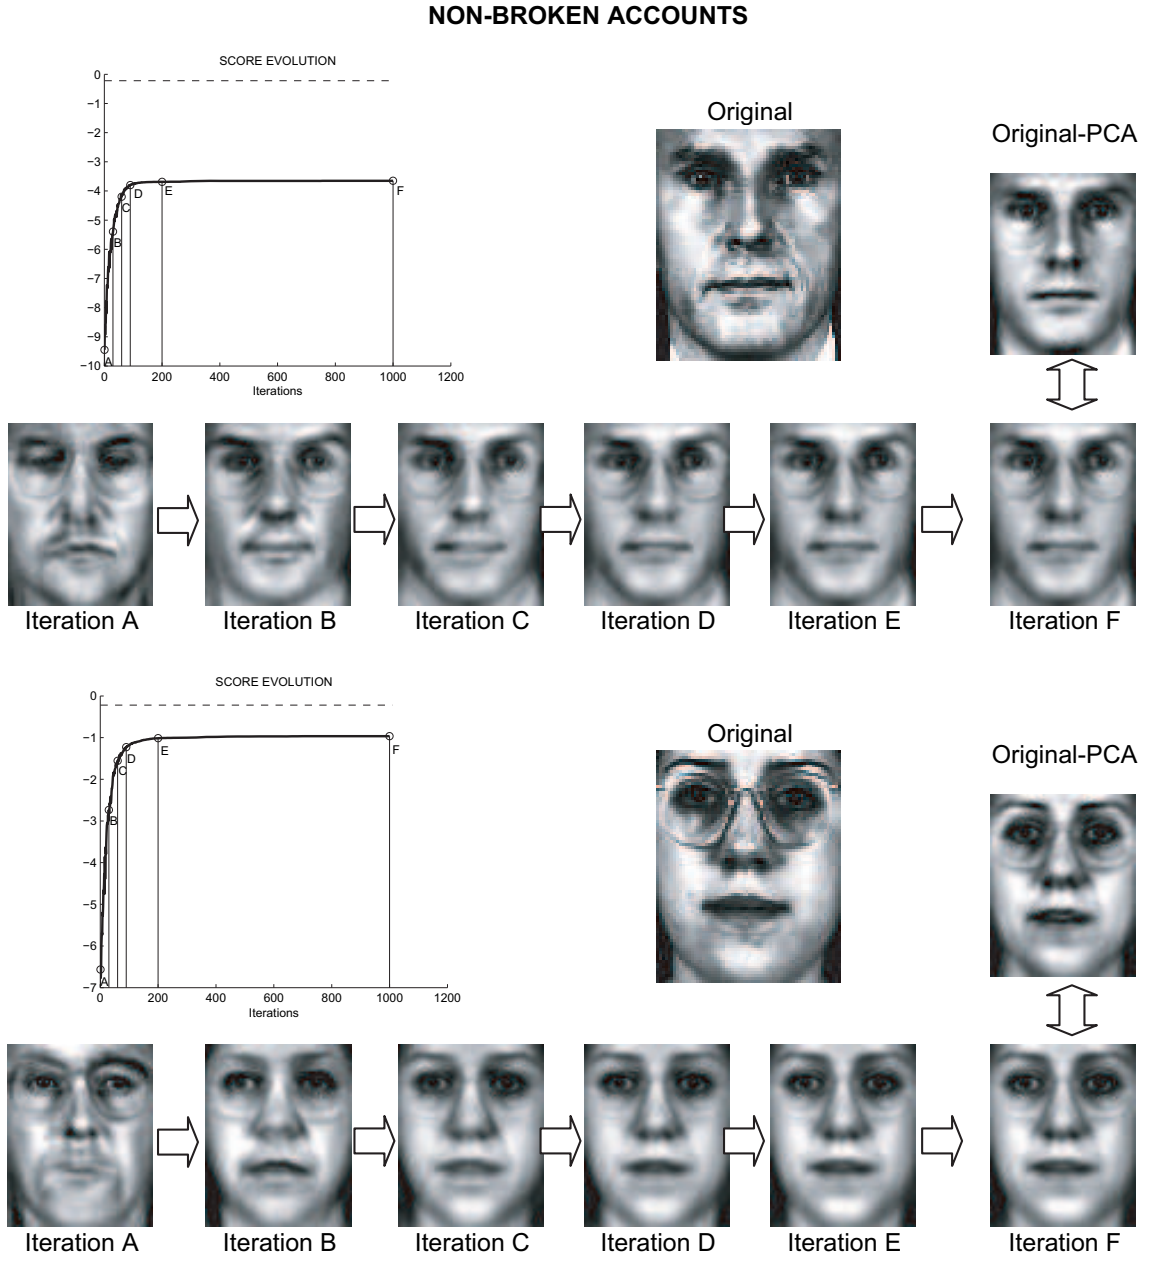 NON-BROKEN ACCOUNTS
SCORE EVOLUTION
0
−1
−2
−3
−4
−5
−6
−7
−8
−9
−10
A
B
C
D
E
F
0 200 400 600 800 1000 1200
Iterations
Original
Original-PCA
Iteration A Iteration B Iteration C Iteration D Iteration E Iteration F
SCORE EVOLUTION
0
−1
−2
−3
−4
−5
−6
−7
A
B
C
D
E
F
0 200 400 600 800 1000 1200
Iterations
Original
Original-PCA
Iteration A Iteration B Iteration C Iteration D Iteration E Iteration F